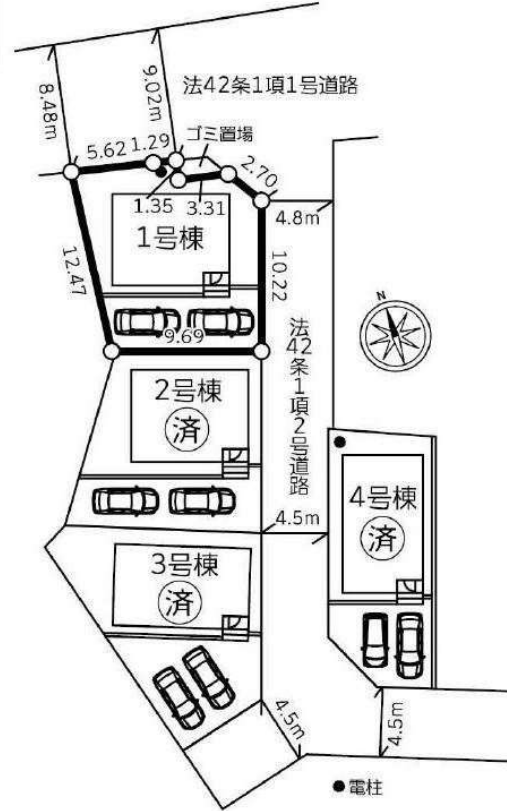 8.48m
9.02m
法42条1項1号道路
5.62
1.29
ゴミ置場
2.70
1.35
3.31
4.8m
1号棟
12.47
10.22
9.69
N
法42条1項2号道路
2号棟
済
4号棟
済
4.5m
3号棟
済
4.5m
4.5m
●電柱